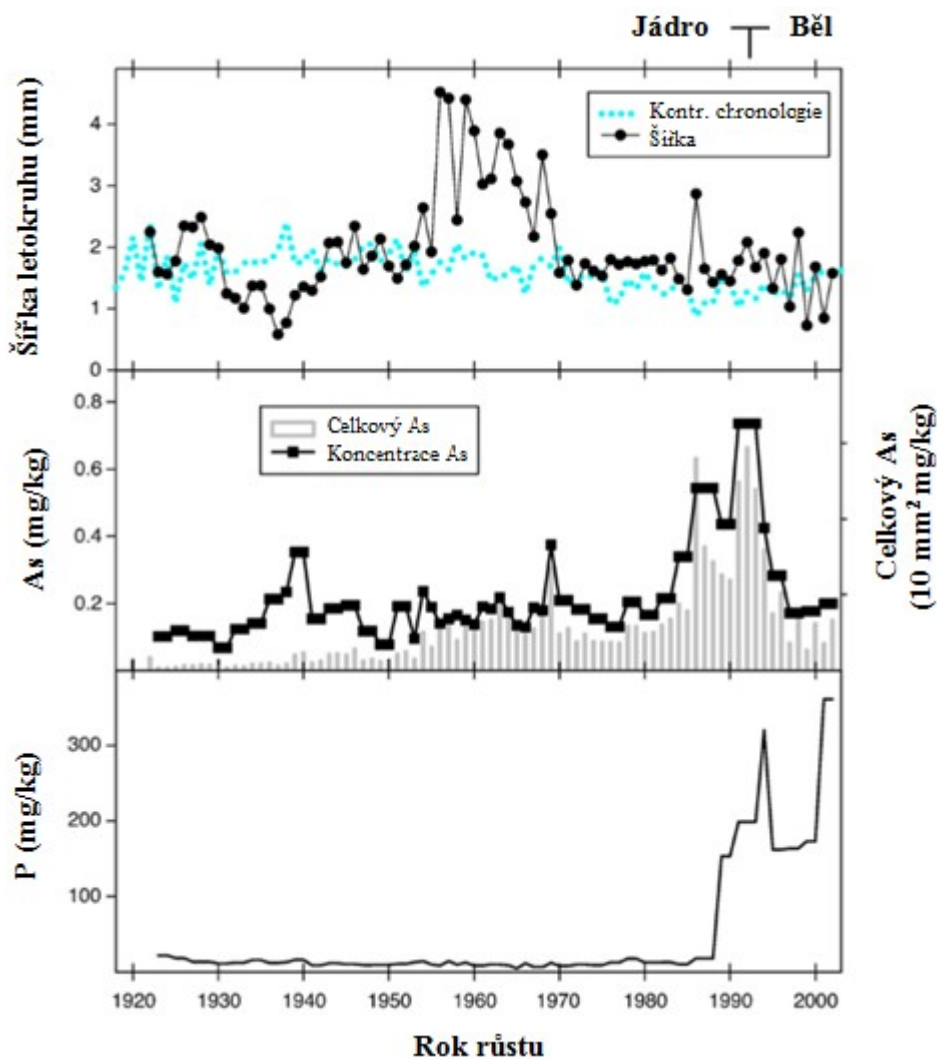 Jádro Běl
Šířka letokruhu (mm)
4
3
2
1
0
Kontr. chronologie
Šířka
As (mg/kg)
0.8
0.6
0.4
0.2
Celkový As
Koncentrace As
Celkový As
(10 mm² mg/kg)
P (mg/kg)
300
200
100
1920 1930 1940 1950 1960 1970 1980 1990 2000
Rok růstu